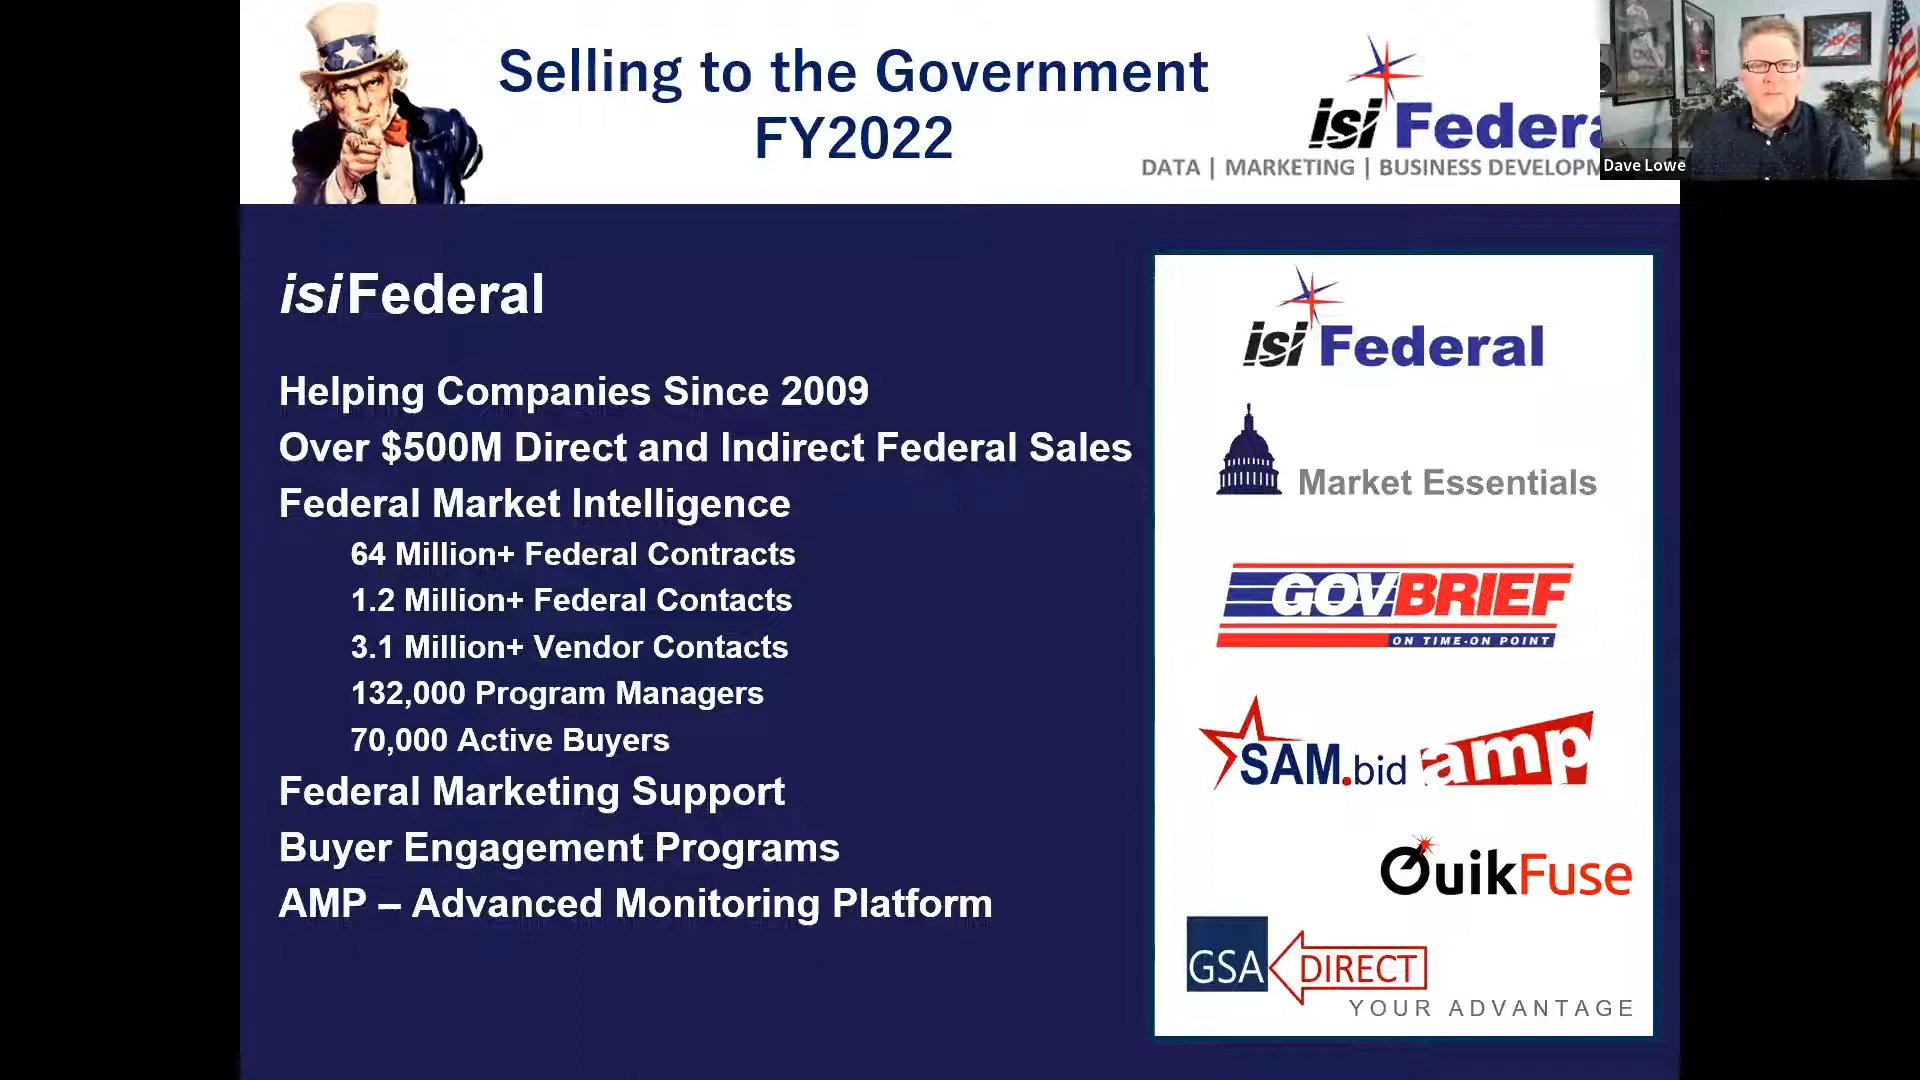 Selling to the Government
FY2022
isi Federa
DATA | MARKETING | BUSINESS DEVELOPM
Dave Lowe
isiFederal
Helping Companies Since 2009
Over $500M Direct and Indirect Federal Sales
Federal Market Intelligence
64 Million+ Federal Contracts
1.2 Million+ Federal Contacts
3.1 Million+ Vendor Contacts
132,000 Program Managers
70,000 Active Buyers
Federal Marketing Support
Buyer Engagement Programs
AMP – Advanced Monitoring Platform
isi Federal
Market Essentials
GOVBRIEF
ON TIME-ON POINT
SAM.bid amp
QuikFuse
GSA DIRECT
YOUR ADVANTAGE